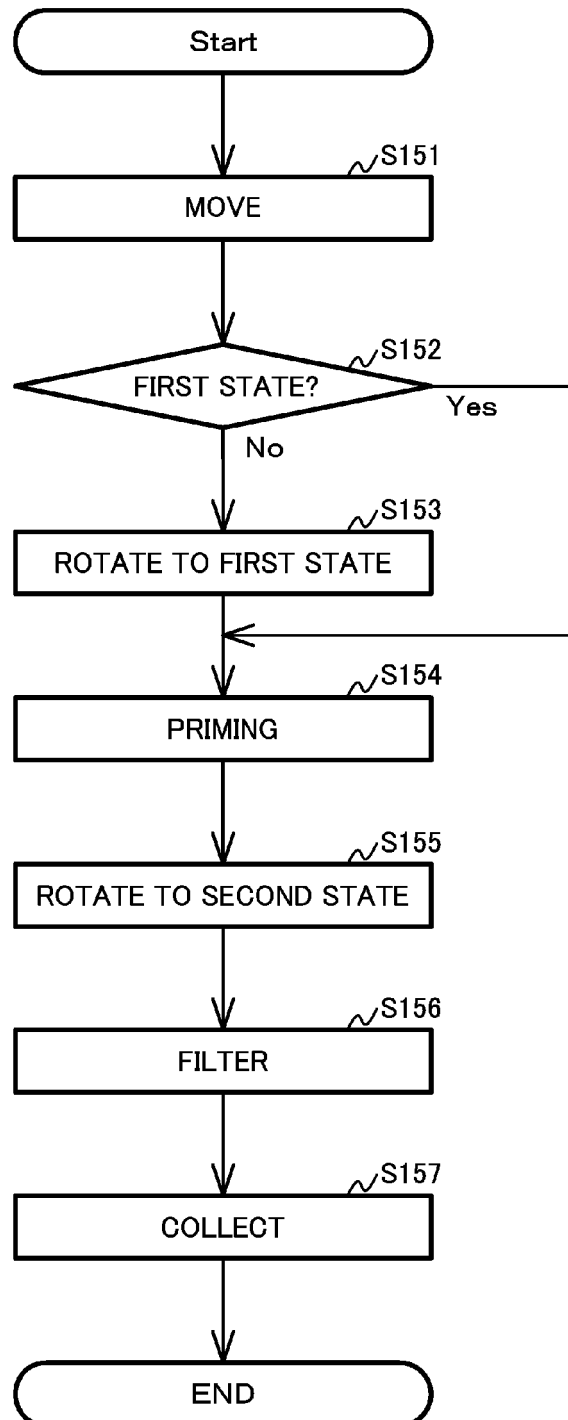 Start
S151
MOVE
S152
FIRST STATE?
Yes
No
S153
ROTATE TO FIRST STATE
S154
PRIMING
S155
ROTATE TO SECOND STATE
S156
FILTER
S157
COLLECT
END